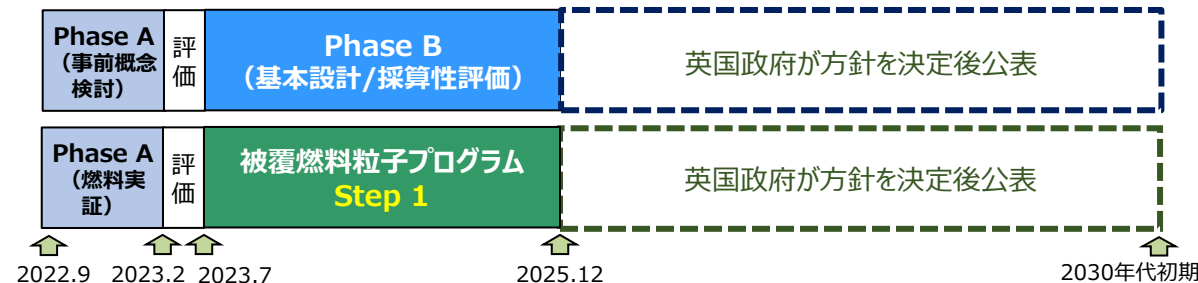 Phase A
（事前概念
検討）
評
価
Phase B
（基本設計/採算性評価）
英国政府が方針を決定後公表
Phase A
（燃料実
証）
評
価
被覆燃料粒子プログラム
Step 1
英国政府が方針を決定後公表
2022.9
2023.2
2023.7
2025.12
2030年代初期